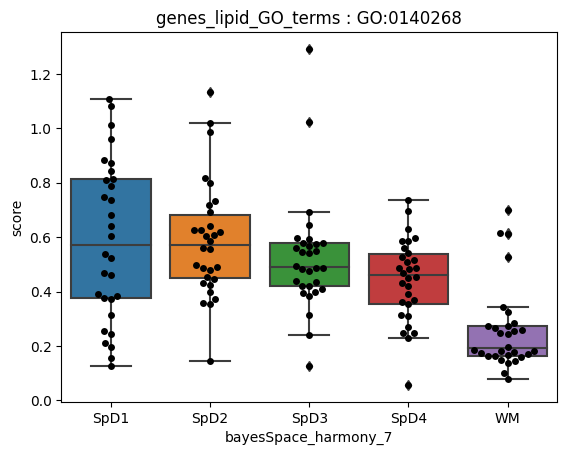 genes_lipid_GO_terms : GO:0140268
score
1.2
1.0
0.8
0.6
0.4
0.2
0.0
SpD1 SpD2 SpD3 SpD4 WM
bayesSpace_harmony_7